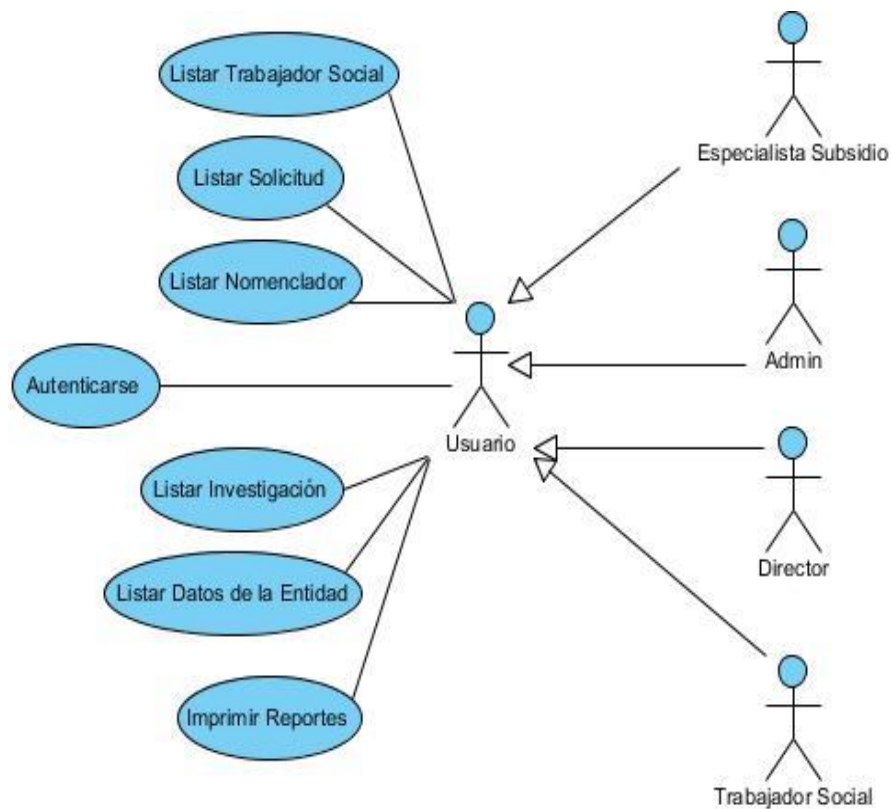 Listar Trabajador Social
Listar Solicitud
Listar Nomenclador
Autenticarse
Listar Investigación
Listar Datos de la Entidad
Imprimir Reportes
Usuario
Especialista Subsidio
Admin
Director
Trabajador Social